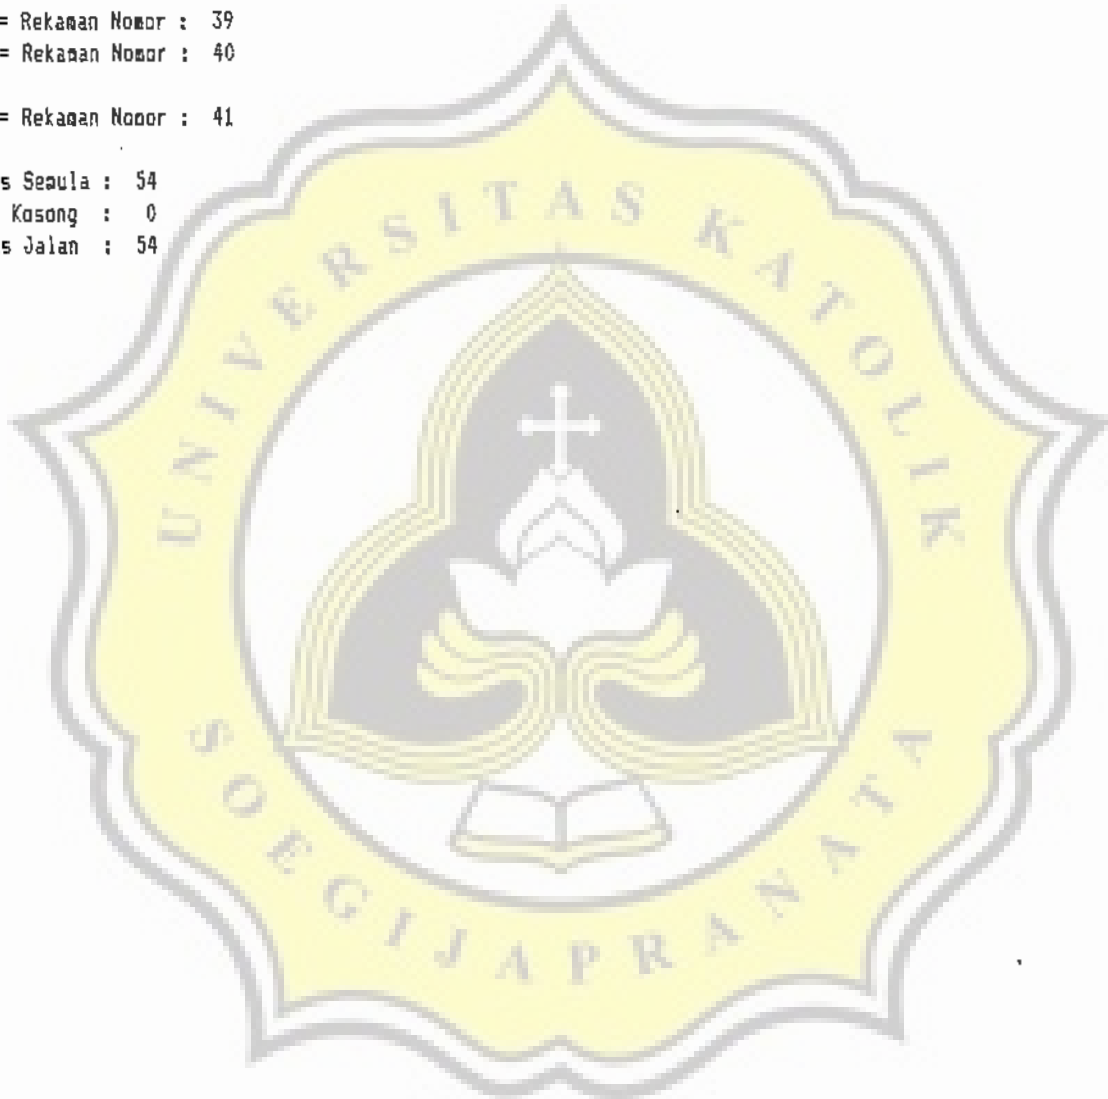 = Rekaman Nomor : 39
= Rekaman Nomor : 40
= Rekaman Nomor : 41
s Semula : 54
Kosong : 0
s Jalan : 54
UNIVERSITAS KATOLIK
SOEGIJAPRANATA